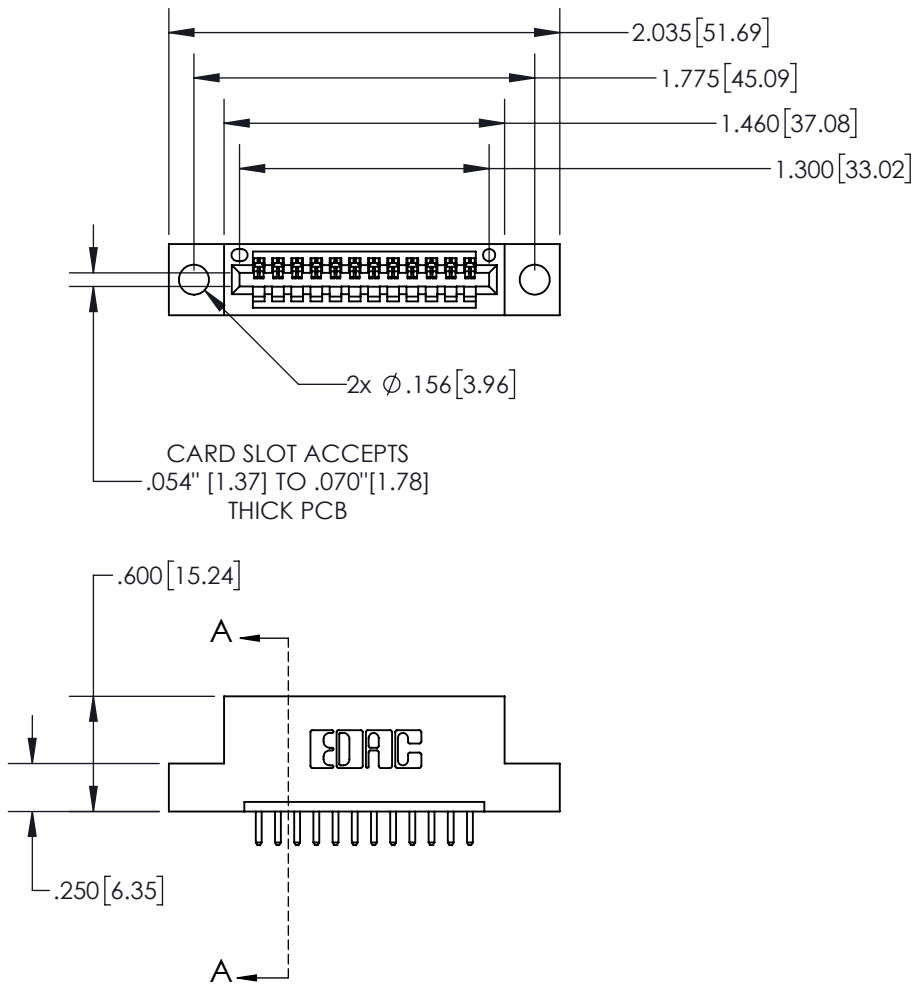 2.035[51.69]
1.775[45.09]
1.460[37.08]
1.300[33.02]
2x ∅.156[3.96]
CARD SLOT ACCEPTS
.054" [1.37] TO .070"[1.78]
THICK PCB
.600[15.24]
A
EDAC
.250[6.35]
A